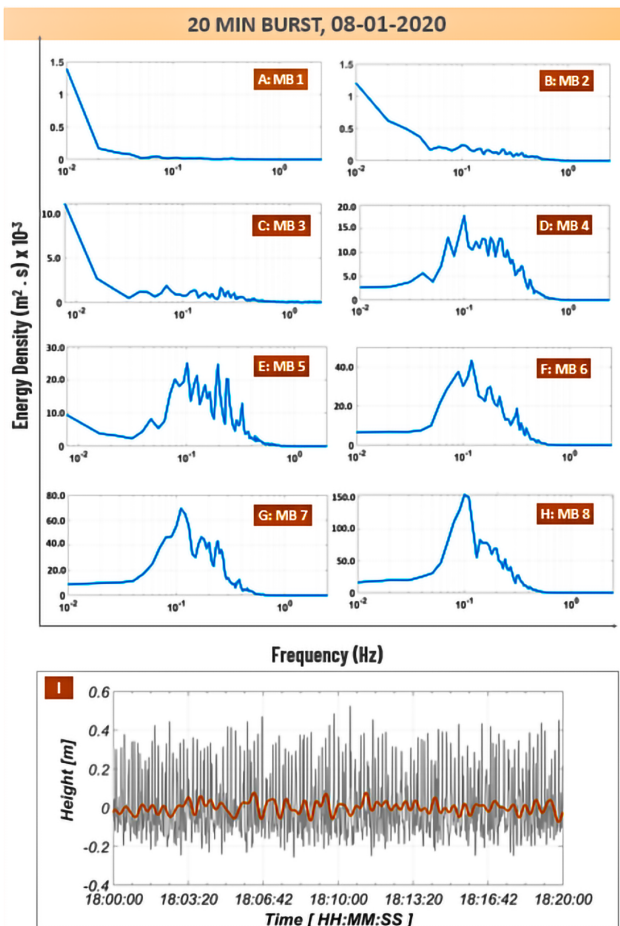 20 MIN BURST, 08-01-2020
Energy Density (m² · s) x 10⁻³
A: MB 1
1.5
1
0.5
0
10⁻² 10⁻¹ 10⁰
B: MB 2
1.5
1
0.5
0
10⁻² 10⁻¹ 10⁰
C: MB 3
10.0
5.0
0
10⁻² 10⁻¹ 10⁰
D: MB 4
20.0
15.0
10.0
5.0
0
10⁻² 10⁻¹ 10⁰
E: MB 5
30.0
20.0
10.0
0
10⁻² 10⁻¹ 10⁰
F: MB 6
40.0
20.0
0
10⁻² 10⁻¹ 10⁰
G: MB 7
80.0
60.0
40.0
20.0
0
10⁻² 10⁻¹ 10⁰
H: MB 8
150.0
100.0
50.0
0
10⁻² 10⁻¹ 10⁰
Frequency (Hz)
I
Height [m]
0.6
0.4
0.2
0
-0.2
-0.4
18:00:00 18:03:20 18:06:42 18:10:00 18:13:20 18:16:42 18:20:00
Time [ HH:MM:SS ]